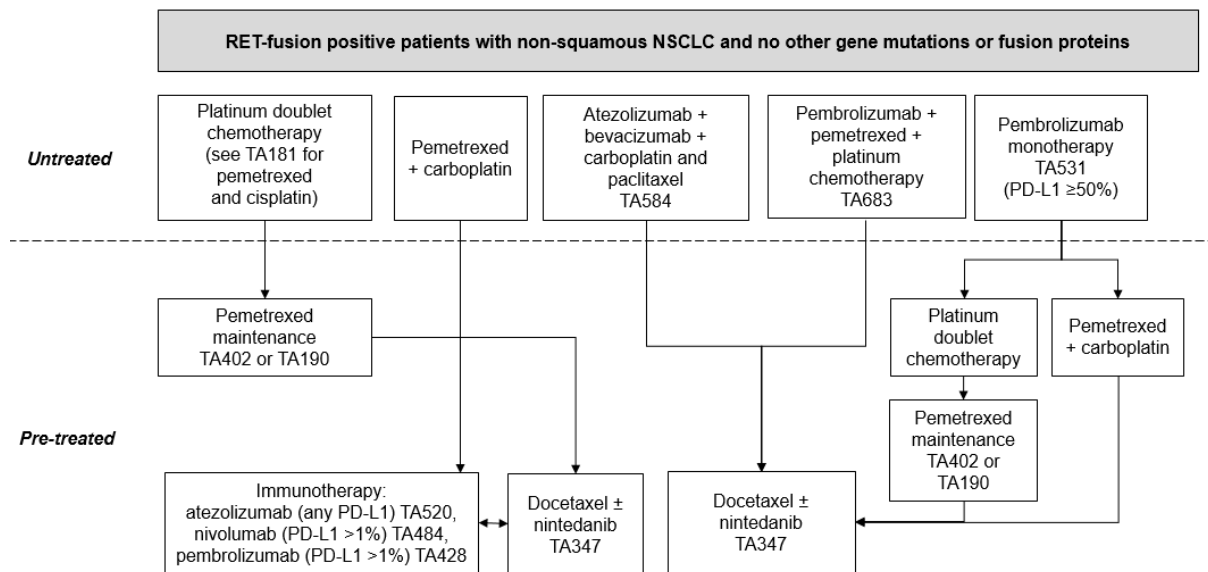 RET-fusion positive patients with non-squamous NSCLC and no other gene mutations or fusion proteins
Untreated
Platinum doublet
chemotherapy
(see TA181 for
pemetrexed
and cisplatin)
Pemetrexed
+ carboplatin
Atezolizumab +
bevacizumab +
carboplatin and
paclitaxel
TA584
Pembrolizumab +
pemetrexed +
platinum
chemotherapy
TA683
Pembrolizumab
monotherapy
TA531
(PD-L1 ≥50%)
Pemetrexed
maintenance
TA402 or TA190
Platinum
doublet
chemotherapy
Pemetrexed
+ carboplatin
Pre-treated
Pemetrexed
maintenance
TA402 or
TA190
Immunotherapy:
atezolizumab (any PD-L1) TA520,
nivolumab (PD-L1 >1%) TA484,
pembrolizumab (PD-L1 >1%) TA428
Docetaxel ±
nintedanib
TA347
Docetaxel ±
nintedanib
TA347